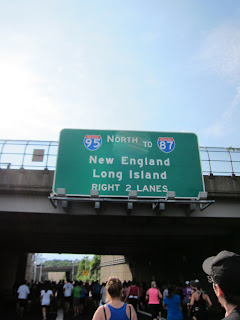 95 NORTH TO 87
New England
Long Island
RIGHT 2 LANES